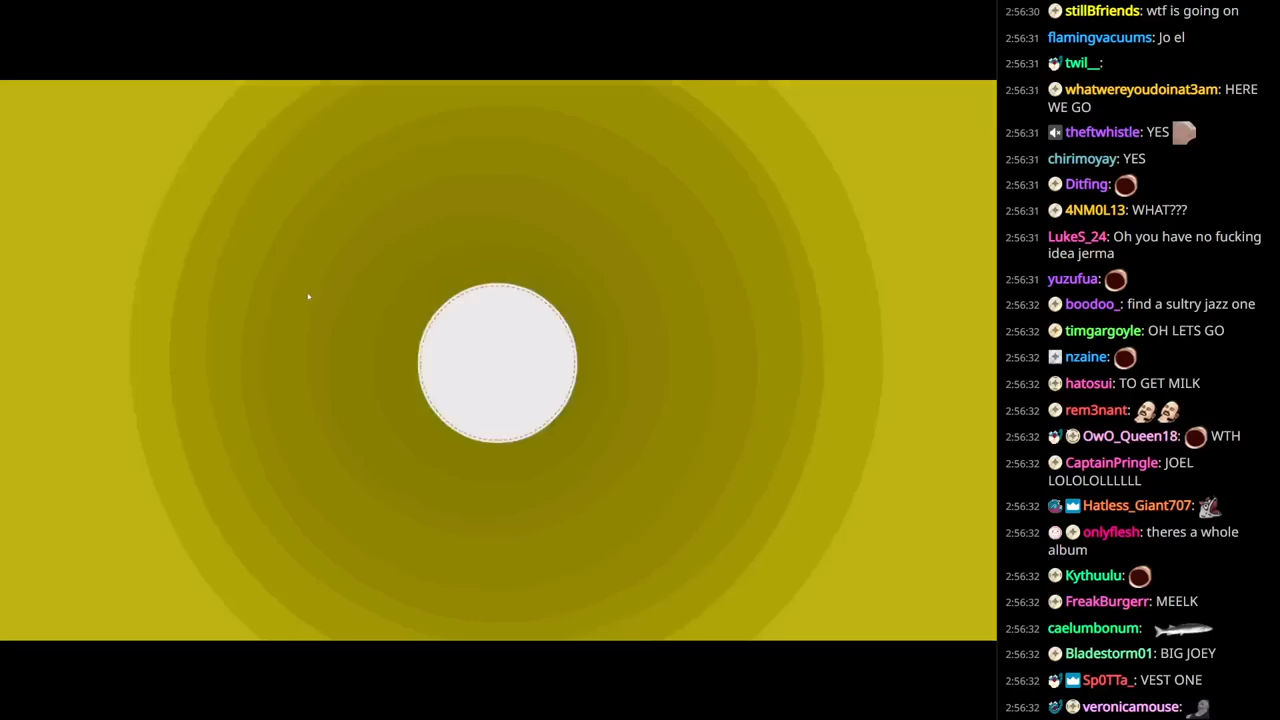 2:56:30 stillBfriends: wtf is going on
2:56:31 flamingvacuums: Jo el
2:56:31 twil__:
2:56:31 whatwereyoudoinat3am: HERE
WE GO
2:56:31 theftwhistle: YES
2:56:31 chirimoyay: YES
2:56:31 Ditfing:
2:56:31 4NM0L13: WHAT???
2:56:31 LukeS_24: Oh you have no fucking
idea jerma
2:56:31 yuzufua:
2:56:32 boodoo_: find a sultry jazz one
2:56:32 timgargoyle: OH LETS GO
2:56:32 nzaine:
2:56:32 hatosui: TO GET MILK
2:56:32 rem3nant:
2:56:32 OwO_Queen18: WTH
2:56:32 CaptainPringle: JOEL
LOLOLOLLLLLL
2:56:32 Hatless_Giant707:
2:56:32 onlyflesh: theres a whole
album
2:56:32 Kythuulu:
2:56:32 FreakBurgerr: MEELK
2:56:32 caelumbonum:
2:56:32 Bladestorm01: BIG JOEY
2:56:32 Sp0TTa_: VEST ONE
2:56:32 veronicamouse: